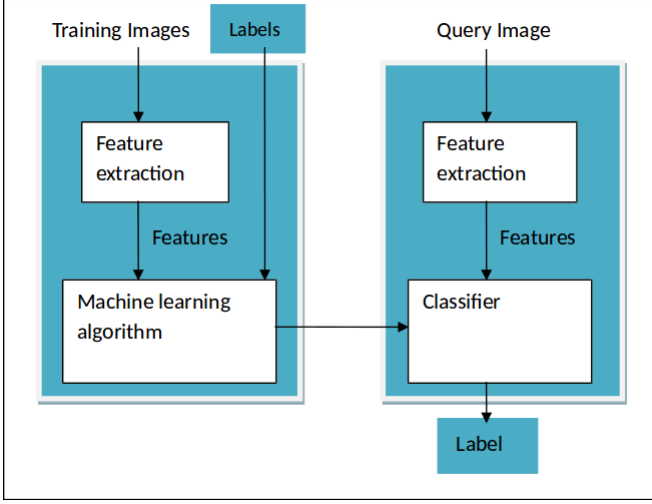 Training Images
Labels
Query Image
Feature
extraction
Feature
extraction
Features
Features
Machine learning
algorithm
Classifier
Label